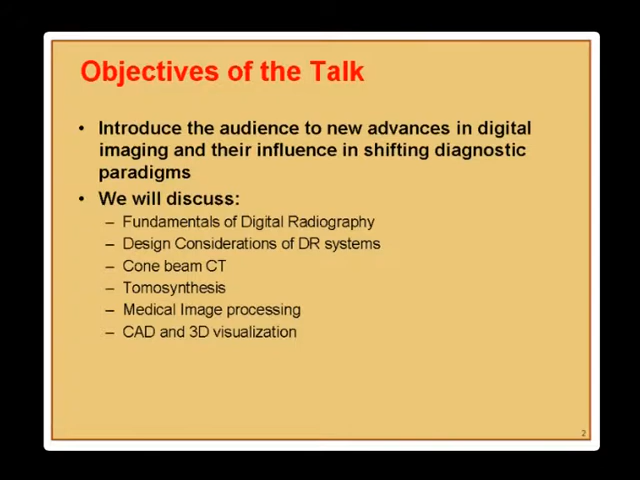 Objectives of the Talk
• Introduce the audience to new advances in digital
imaging and their influence in shifting diagnostic
paradigms
• We will discuss:
– Fundamentals of Digital Radiography
– Design Considerations of DR systems
– Cone beam CT
– Tomosynthesis
– Medical Image processing
– CAD and 3D visualization
2